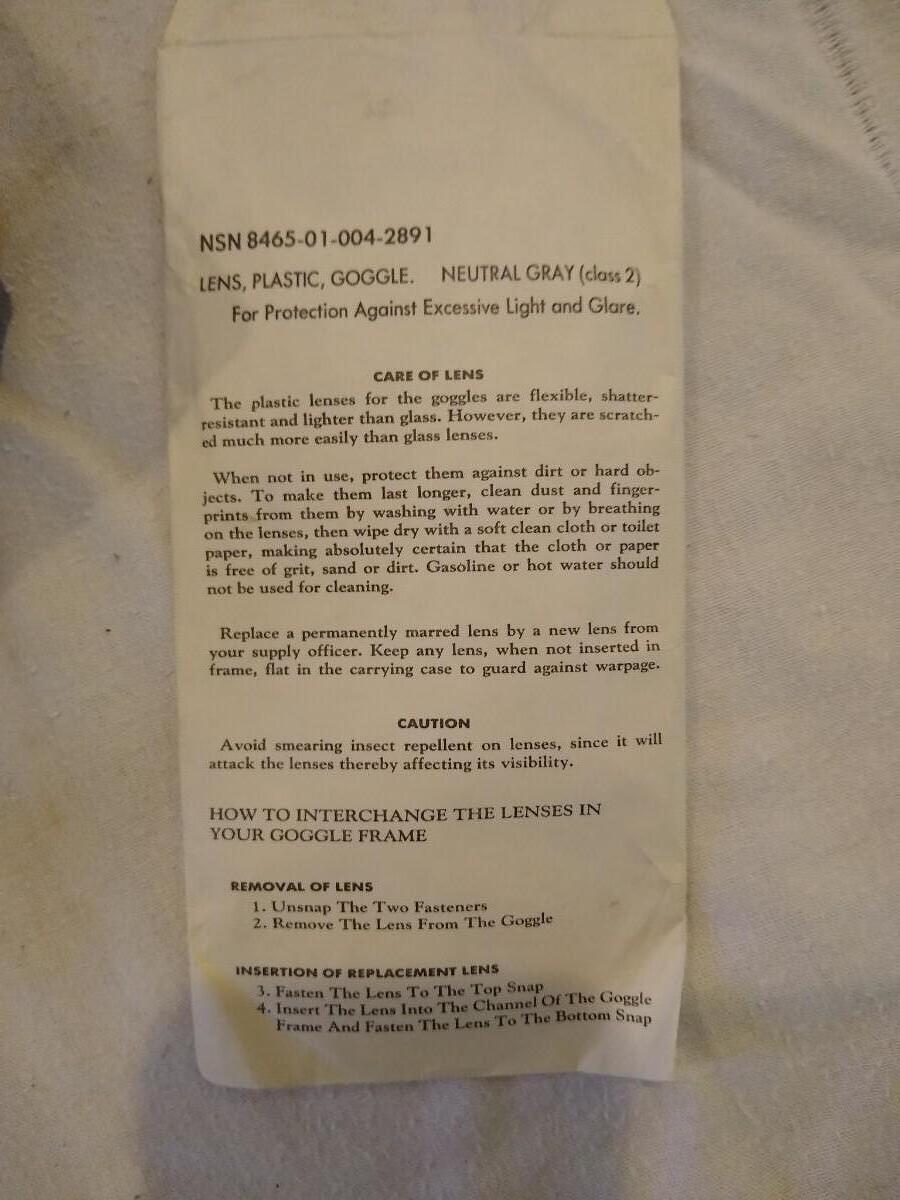 NSN 8465-01-004-2891
LENS, PLASTIC, GOGGLE. NEUTRAL GRAY (class 2)
For Protection Against Excessive Light and Glare.
CARE OF LENS
The plastic lenses for the goggles are flexible, shatter-
resistant and lighter than glass. However, they are scratch-
ed much more easily than glass lenses.
When not in use, protect them against dirt or hard ob-
jects. To make them last longer, clean dust and finger-
prints from them by washing with water or by breathing
on the lenses, then wipe dry with a soft clean cloth or toilet
paper, making absolutely certain that the cloth or paper
is free of grit, sand or dirt. Gasoline or hot water should
not be used for cleaning.
Replace a permanently marred lens by a new lens from
your supply officer. Keep any lens, when not inserted in
frame, flat in the carrying case to guard against warpage.
CAUTION
Avoid smearing insect repellent on lenses, since it will
attack the lenses thereby affecting its visibility.
HOW TO INTERCHANGE THE LENSES IN
YOUR GOGGLE FRAME
REMOVAL OF LENS
1. Unsnap The Two Fasteners
2. Remove The Lens From The Goggle
INSERTION OF REPLACEMENT LENS
3. Fasten The Lens To The Top Snap
4. Insert The Lens Into The Channel Of The Goggle
Frame And Fasten The Lens To The Bottom Snap